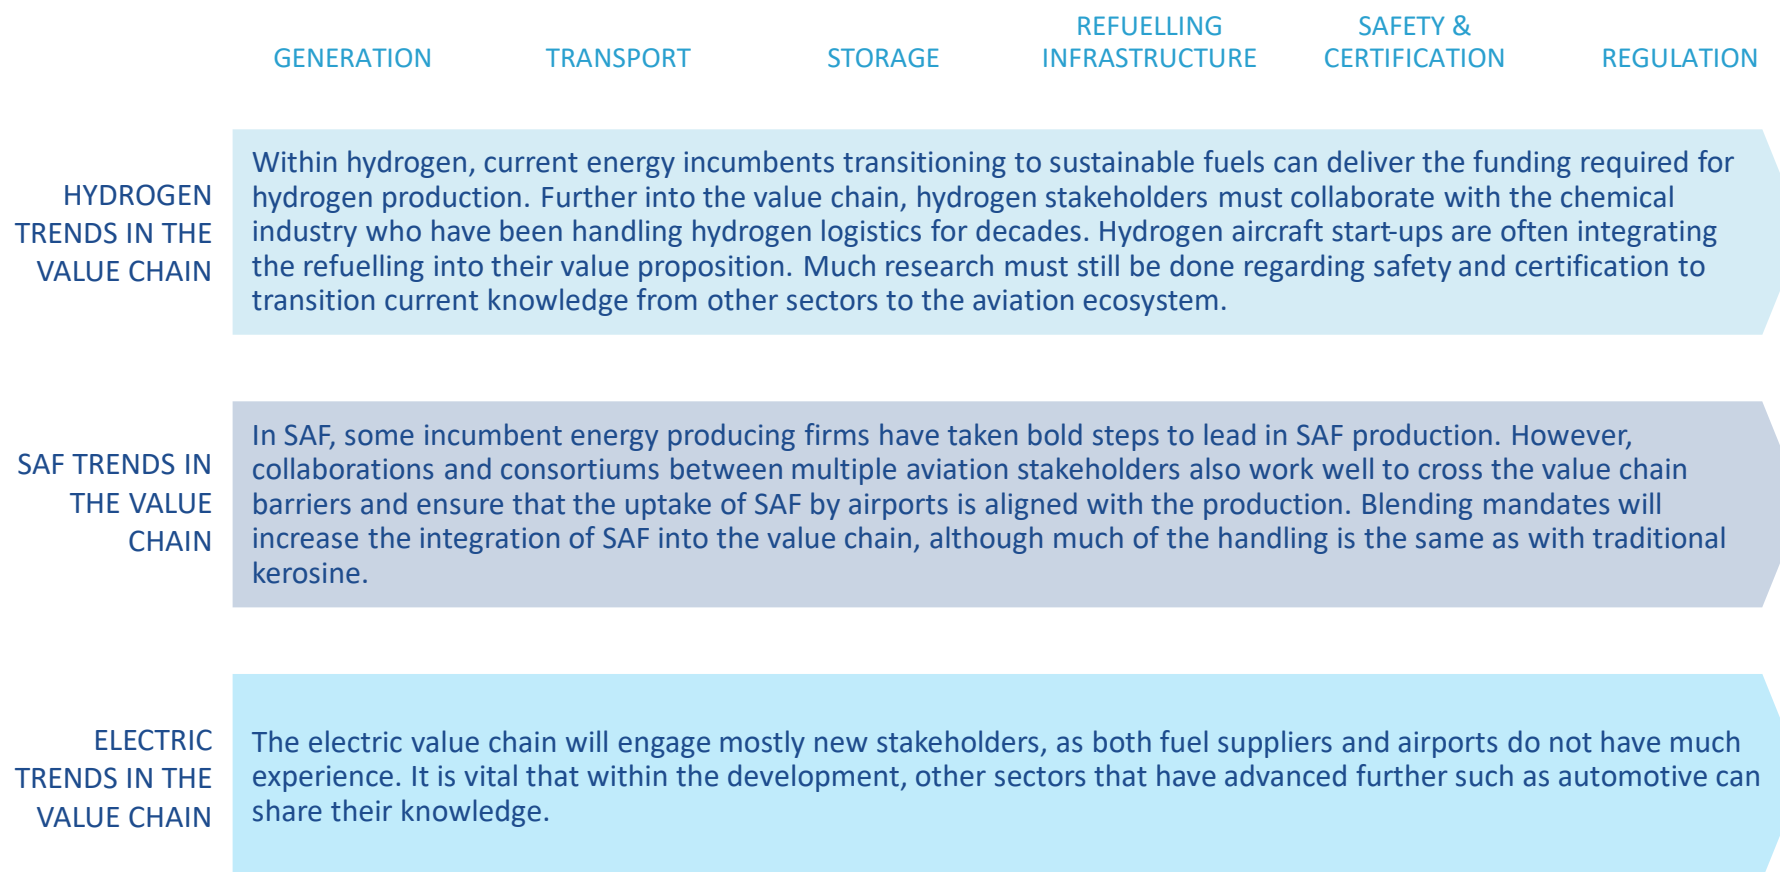 GENERATION
TRANSPORT
STORAGE
REFUELLING
INFRASTRUCTURE
SAFETY &
CERTIFICATION
REGULATION
HYDROGEN
TRENDS IN THE
VALUE CHAIN
Within hydrogen, current energy incumbents transitioning to sustainable fuels can deliver the funding required for
hydrogen production. Further into the value chain, hydrogen stakeholders must collaborate with the chemical
industry who have been handling hydrogen logistics for decades. Hydrogen aircraft start-ups are often integrating
the refuelling into their value proposition. Much research must still be done regarding safety and certification to
transition current knowledge from other sectors to the aviation ecosystem.
SAF TRENDS IN
THE VALUE
CHAIN
In SAF, some incumbent energy producing firms have taken bold steps to lead in SAF production. However,
collaborations and consortiums between multiple aviation stakeholders also work well to cross the value chain
barriers and ensure that the uptake of SAF by airports is aligned with the production. Blending mandates will
increase the integration of SAF into the value chain, although much of the handling is the same as with traditional
kerosine.
ELECTRIC
TRENDS IN THE
VALUE CHAIN
The electric value chain will engage mostly new stakeholders, as both fuel suppliers and airports do not have much
experience. It is vital that within the development, other sectors that have advanced further such as automotive can
share their knowledge.